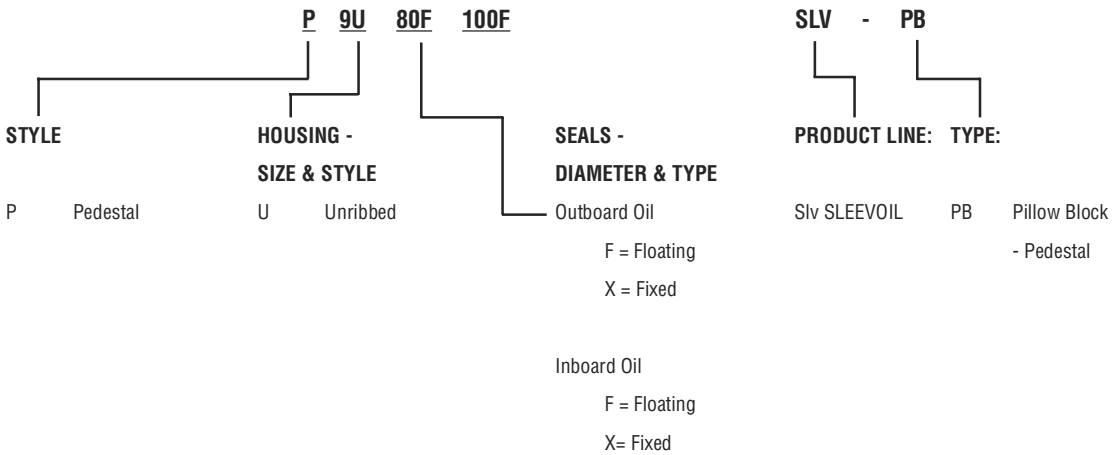 P 9U 80F 100F SLV - PB
STYLE HOUSING - SEALS - PRODUCT LINE: TYPE:
SIZE & STYLE DIAMETER & TYPE
P Pedestal U Unribbed Outboard Oil Slv SLEEVOIL PB Pillow Block
F = Floating - Pedestal
X = Fixed
Inboard Oil
F = Floating
X= Fixed